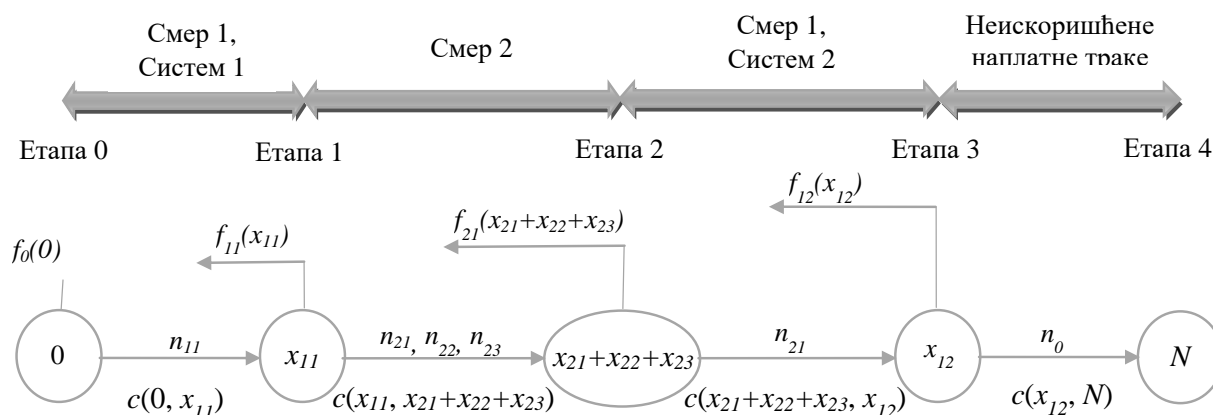 Смер 1,
Систем 1
Смер 2
Смер 1,
Систем 2
Неискоришћене
наплатне траке
Етапа 0
Етапа 1
Етапа 2
Етапа 3
Етапа 4
f₀(0)
f₁₁(x₁₁)
f₂₁(x₂₁+x₂₂+x₂₃)
f₁₂(x₁₂)
0
n₁₁
x₁₁
n₂₁, n₂₂, n₂₃
x₂₁+x₂₂+x₂₃
n₂₁
x₁₂
n₀
N
c(0, x₁₁)
c(x₁₁, x₂₁+x₂₂+x₂₃)
c(x₂₁+x₂₂+x₂₃, x₁₂)
c(x₁₂, N)